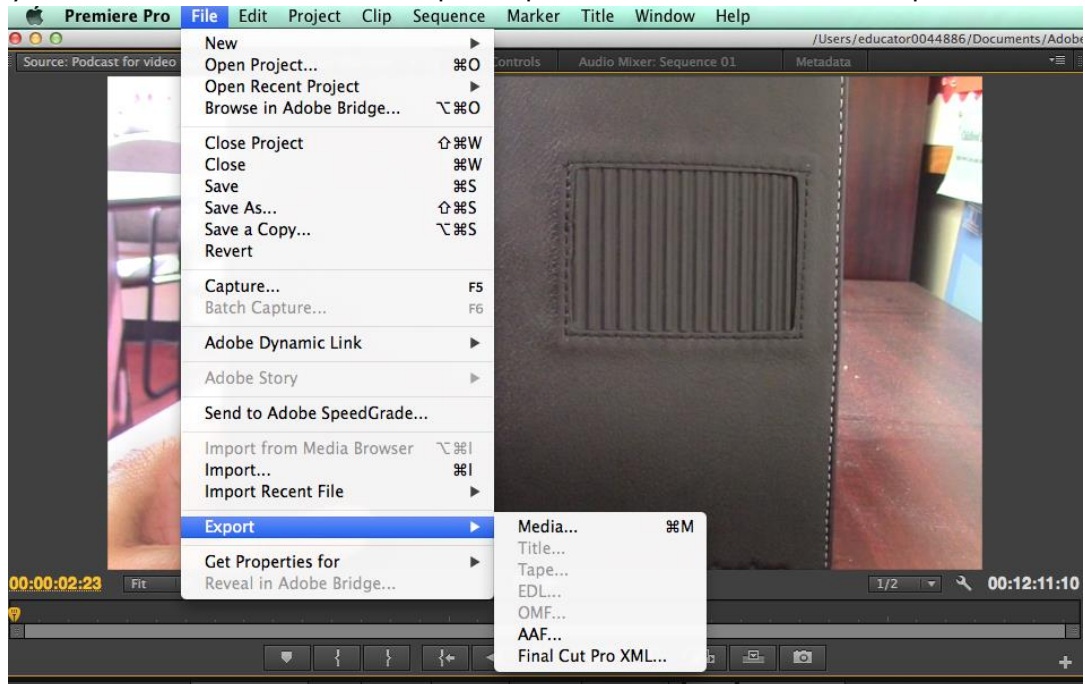 Premiere Pro File Edit Project Clip Sequence Marker Title Window Help
/Users/educator0044886/Documents/Adobe
Source: Podcast for video Controls Audio Mixer: Sequence 01 Metadata
New ▶
Open Project... ⌘O
Open Recent Project ▶
Browse in Adobe Bridge... ⌥⌘O
Close Project ⇧⌘W
Close ⌘W
Save ⌘S
Save As... ⇧⌘S
Save a Copy... ⌥⌘S
Revert
Capture... F5
Batch Capture... F6
Adobe Dynamic Link ▶
Adobe Story ▶
Send to Adobe SpeedGrade...
Import from Media Browser ⌥⌘I
Import... ⌘I
Import Recent File ▶
Export ▶
Media... ⌘M
Title...
Tape...
EDL...
OMF...
AAF...
Final Cut Pro XML...
Get Properties for ▶
Reveal in Adobe Bridge...
00:00:02:23 Fit 1/2 00:12:11:10